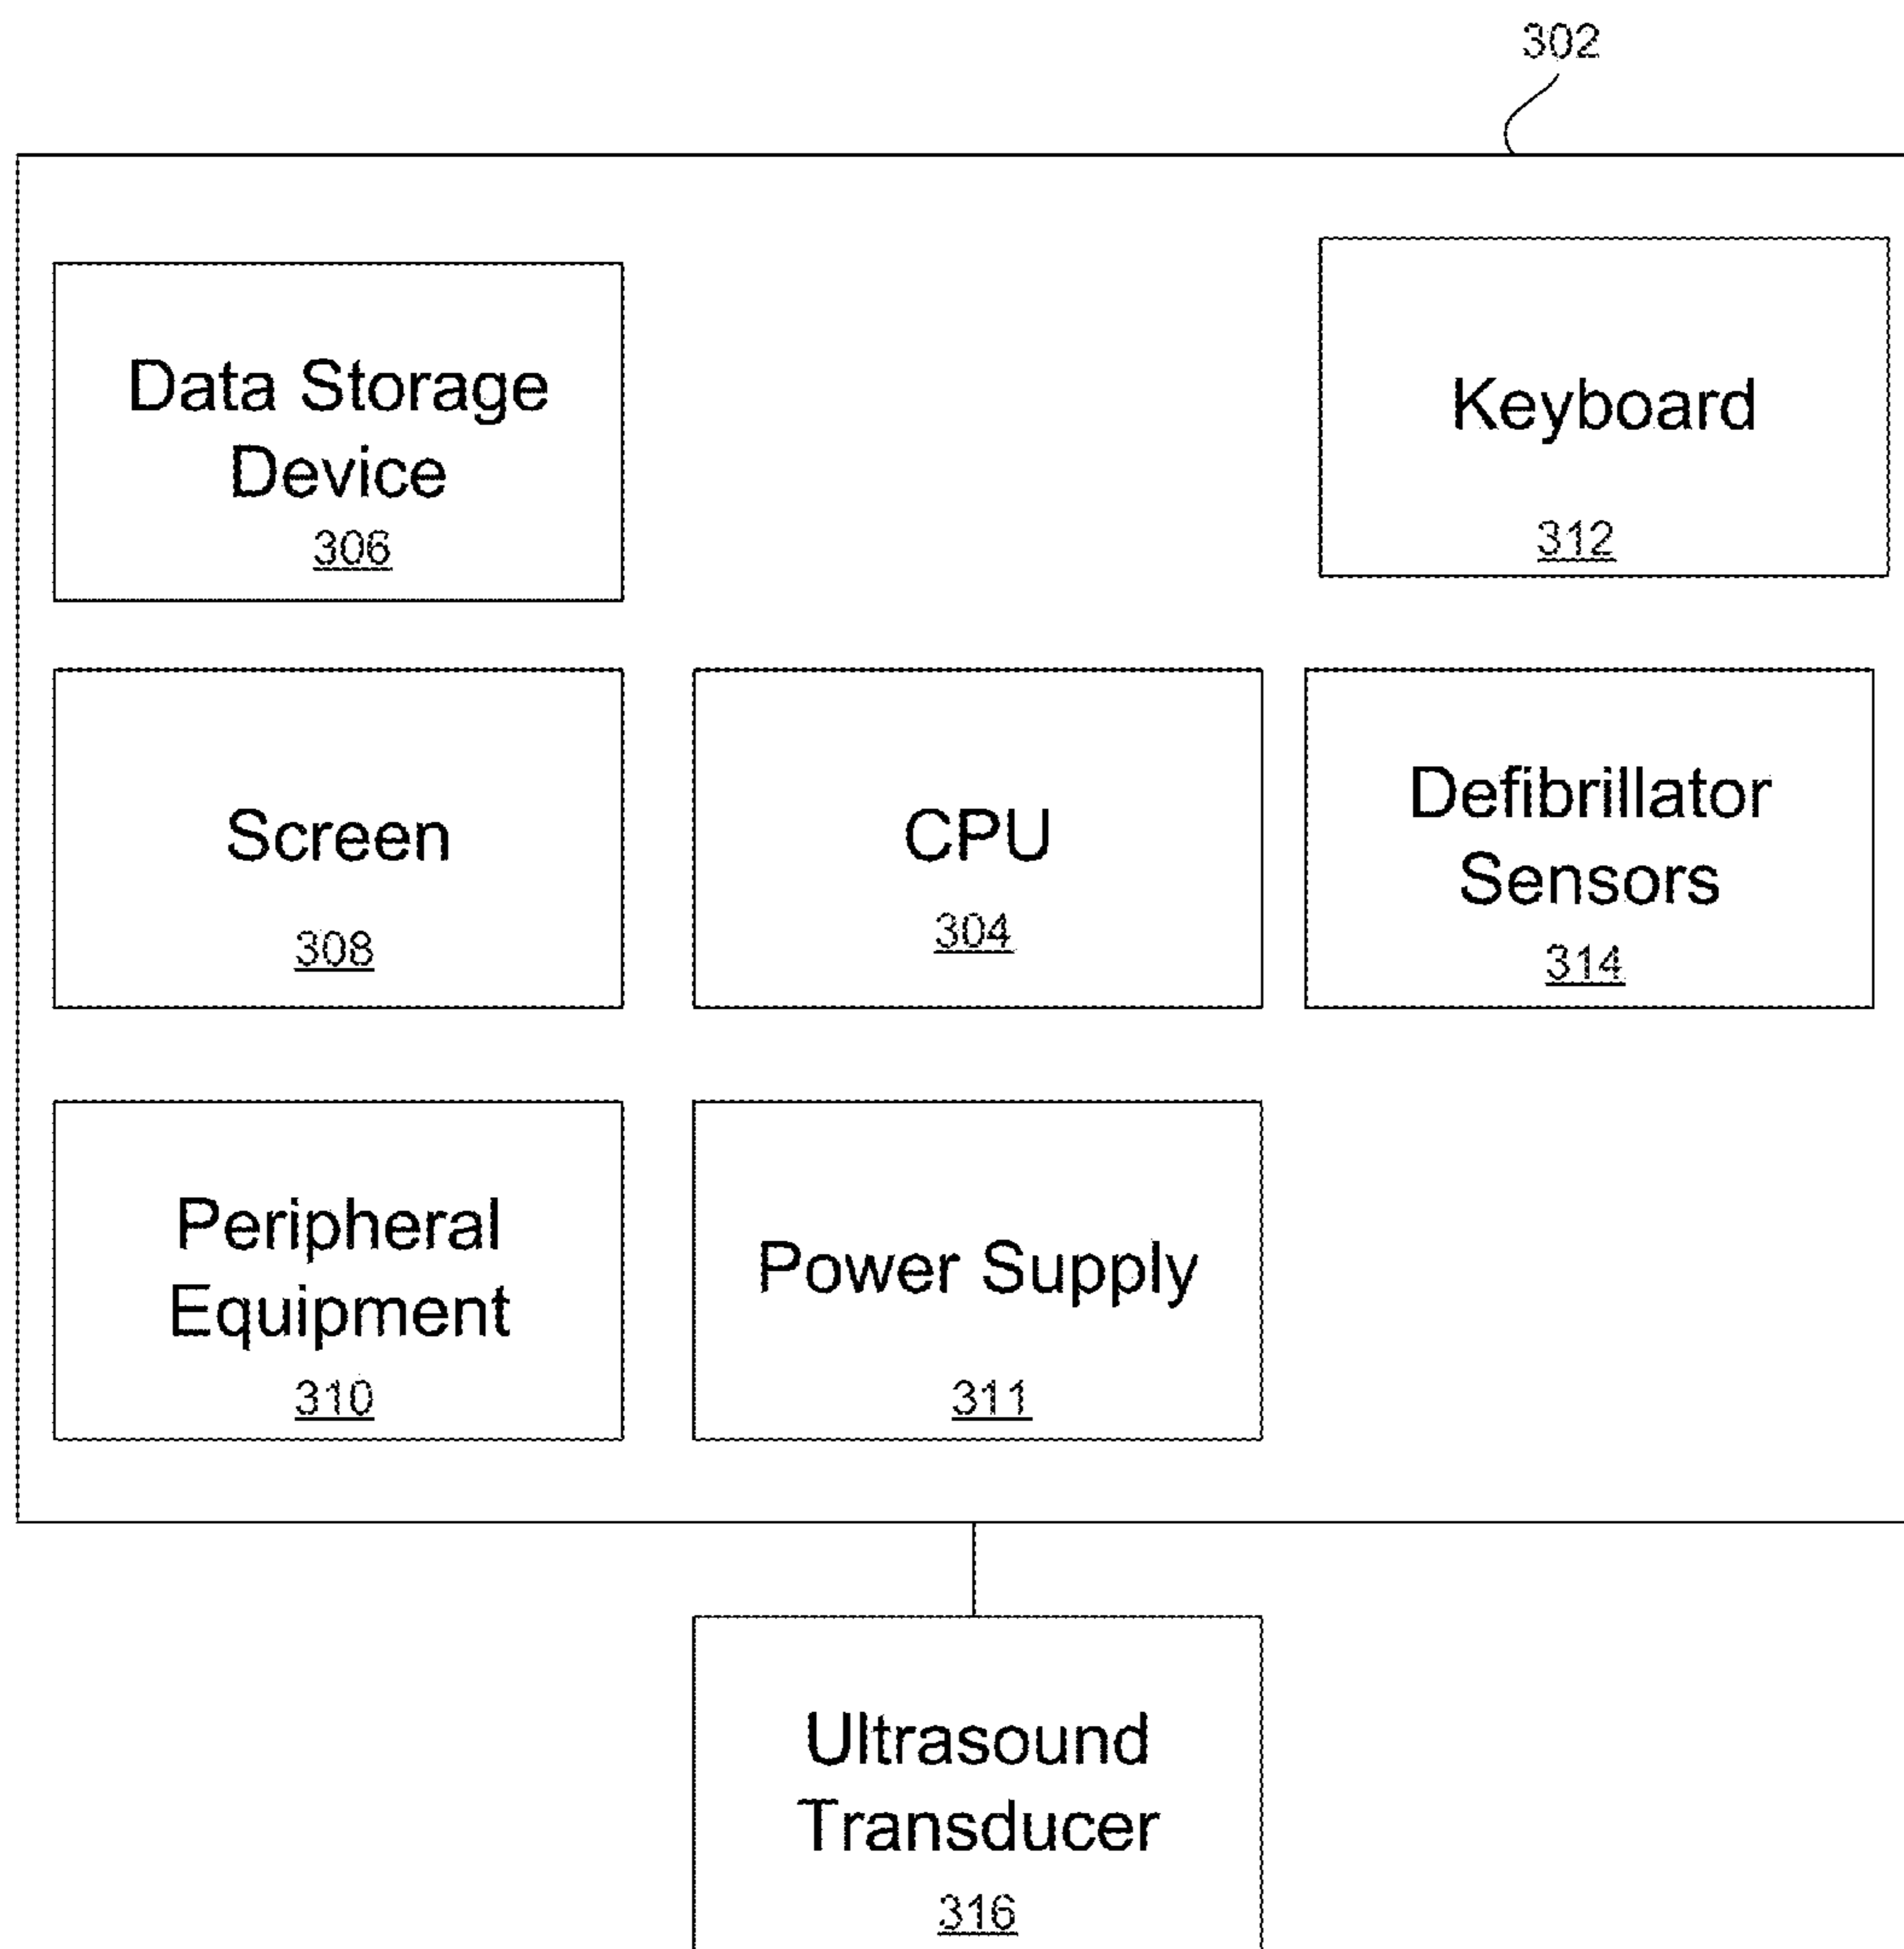 302
Data Storage
Device
306
Keyboard
312
Screen
308
CPU
304
Defibrillator
Sensors
314
Peripheral
Equipment
310
Power Supply
311
Ultrasound
Transducer
316